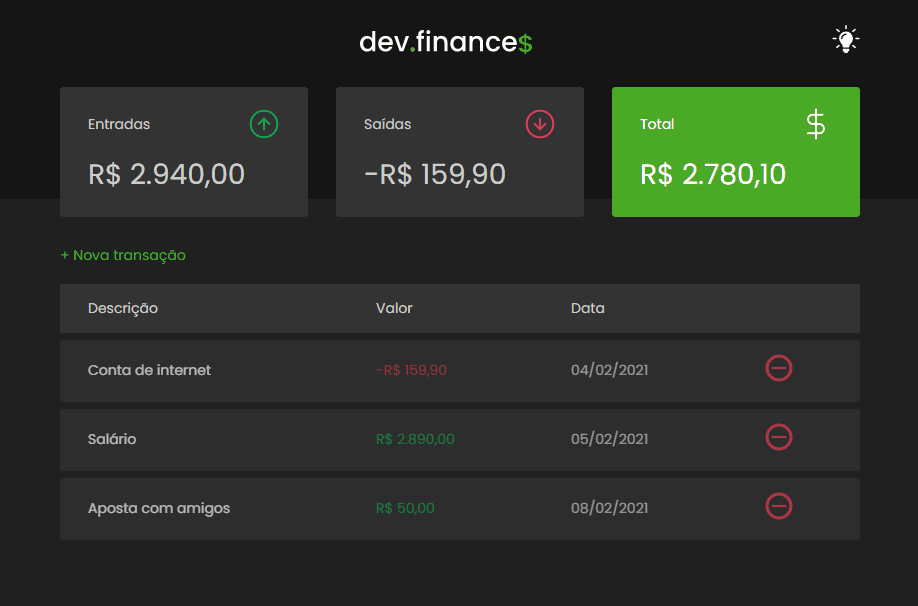 dev.finance$
Entradas
R$ 2.940,00
Saídas
-R$ 159,90
Total
$
R$ 2.780,10
+ Nova transação
Descrição Valor Data
Conta de internet -R$ 159,90 04/02/2021
Salário R$ 2.890,00 05/02/2021
Aposta com amigos R$ 50,00 08/02/2021